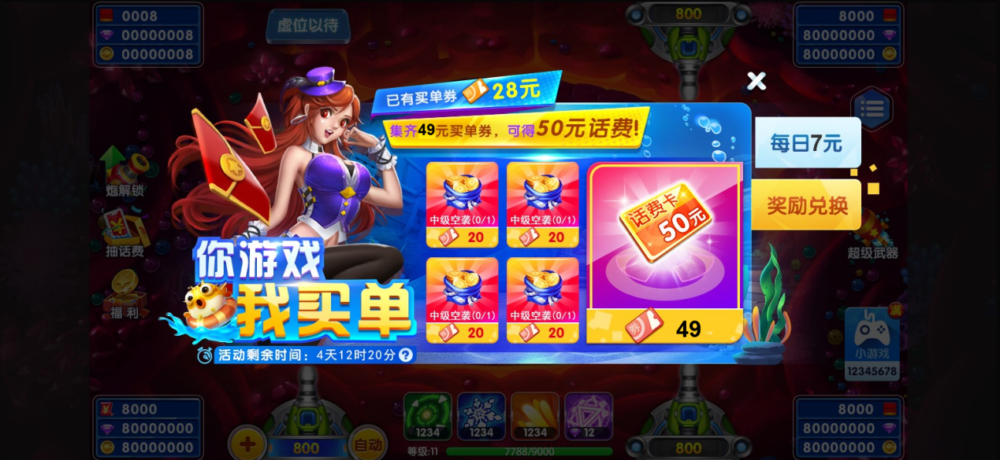 0008
00000008
00000008
虚位以待
800
8000
80000000
80000000
已有买单券 28元
集齐49元买单券，可得50元话费!
每日7元
奖励兑换
炮解锁
抽话费
福利
超级武器
中级空袭(0/1)
20
中级空袭(0/1)
20
中级空袭(0/1)
20
中级空袭(0/1)
20
话费卡
50元
券
49
你游戏
我买单
活动剩余时间：4天12时20分?
满
小游戏
12345678
8000
80000000
80000000
800
自动
1234
1234
1234
12
等级:11
7788/9000
800
8000
80000000
80000000